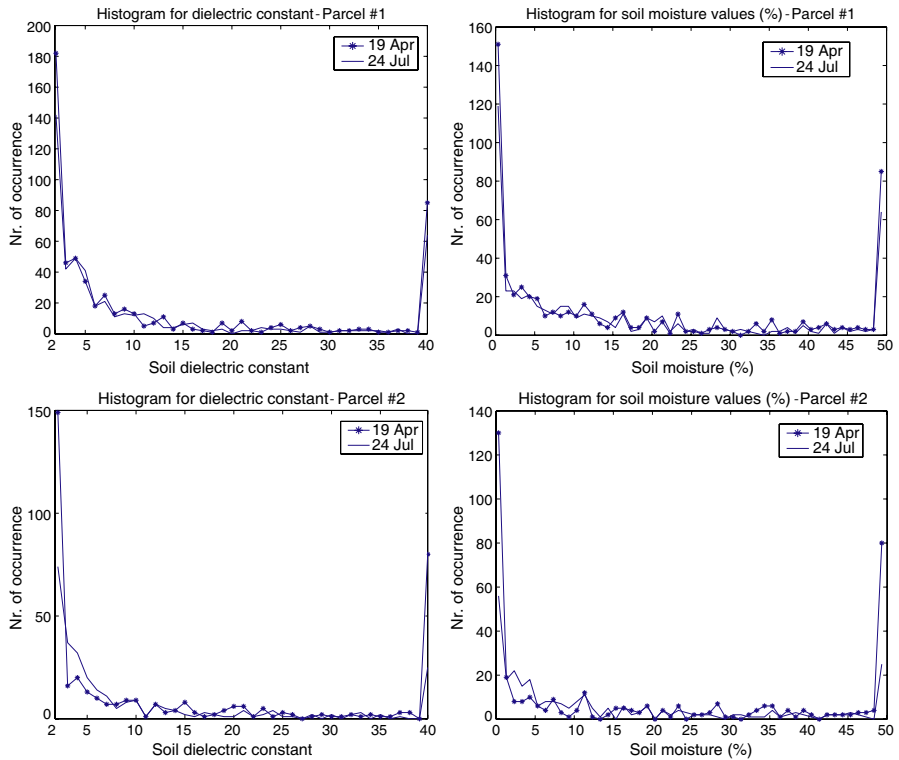 Histogram for dielectric constant-Parcel #1
200
180
160
140
120
100
80
60
40
20
0
Nr. of occurrence
19 Apr
24 Jul
2 5 10 15 20 25 30 35 40
Soil dielectric constant
Histogram for soil moisture values (%)-Parcel #1
160
140
120
100
80
60
40
20
0
Nr. of occurrence
19 Apr
24 Jul
0 5 10 15 20 25 30 35 40 45 50
Soil moisture (%)
Histogram for dielectric constant-Parcel #2
150
100
50
0
Nr. of occurrence
19 Apr
24 Jul
2 5 10 15 20 25 30 35 40
Soil dielectric constant
Histogram for soil moisture values (%)-Parcel #2
140
120
100
80
60
40
20
0
Nr. of occurrence
19 Apr
24 Jul
0 5 10 15 20 25 30 35 40 45 50
Soil moisture (%)